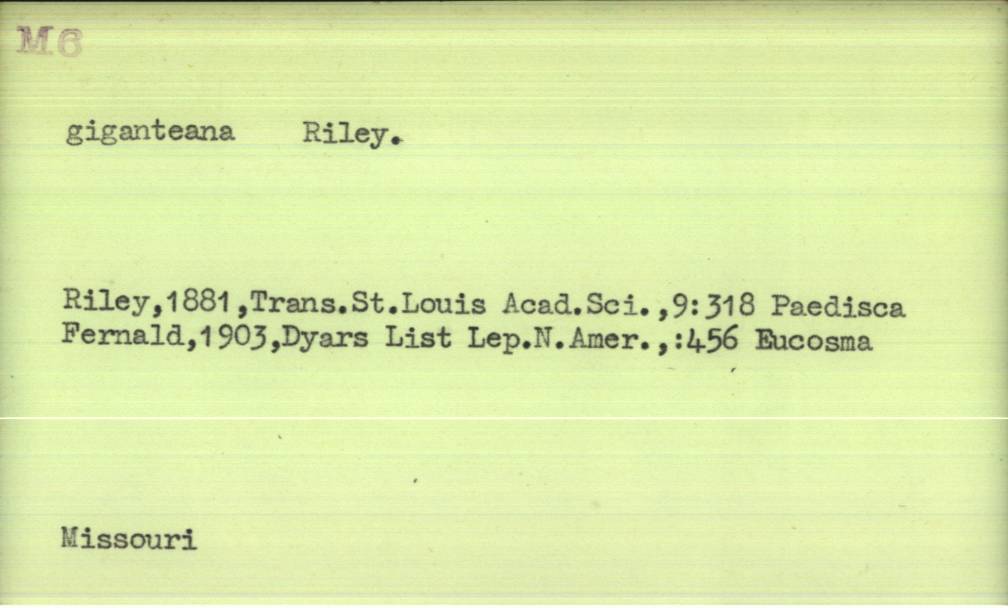 M6
giganteana Riley.
Riley,1881,Trans.St.Louis Acad.Sci.,9:318 Paedisca
Fernald,1903,Dyars List Lep.N.Amer.,:456 Eucosma
Missouri